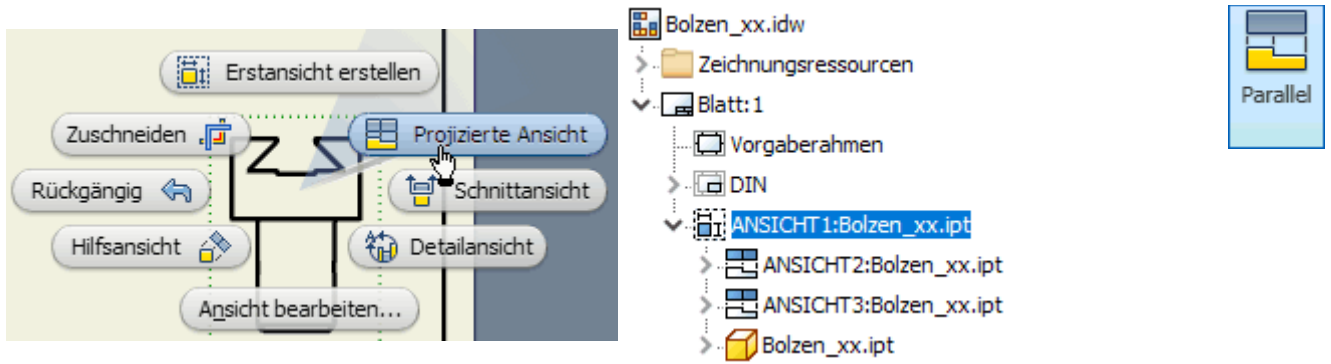 Erstansicht erstellen
Zuschneiden
Projizierte Ansicht
Rückgängig
Schnittansicht
Hilfsansicht
Detailansicht
Ansicht bearbeiten...
Bolzen_xx.idw
Zeichnungsressourcen
Blatt:1
Vorgaberahmen
DIN
ANSICHT1:Bolzen_xx.ipt
ANSICHT2:Bolzen_xx.ipt
ANSICHT3:Bolzen_xx.ipt
Bolzen_xx.ipt
Parallel